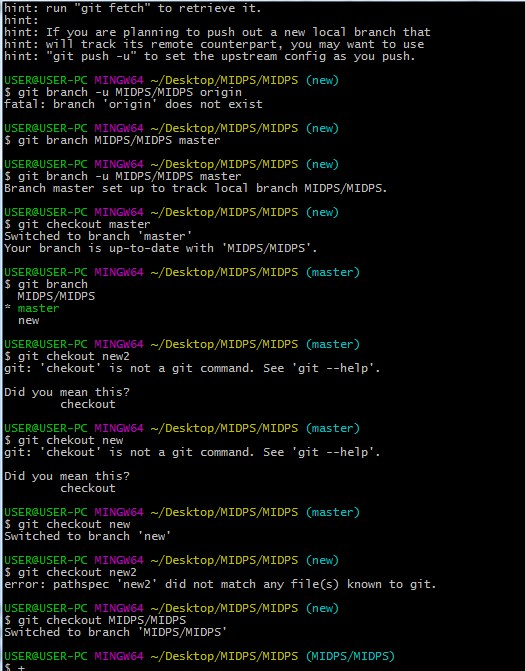 hint: run "git fetch" to retrieve it.
hint:
hint: If you are planning to push out a new local branch that
hint: will track its remote counterpart, you may want to use
hint: "git push -u" to set the upstream config as you push.
USER@USER-PC MINGW64 ~/Desktop/MIDPS/MIDPS (new)
$ git branch -u MIDPS/MIDPS origin
fatal: branch 'origin' does not exist
USER@USER-PC MINGW64 ~/Desktop/MIDPS/MIDPS (new)
$ git branch MIDPS/MIDPS master
USER@USER-PC MINGW64 ~/Desktop/MIDPS/MIDPS (new)
$ git branch -u MIDPS/MIDPS master
Branch master set up to track local branch MIDPS/MIDPS.
USER@USER-PC MINGW64 ~/Desktop/MIDPS/MIDPS (new)
$ git checkout master
Switched to branch 'master'
Your branch is up-to-date with 'MIDPS/MIDPS'.
USER@USER-PC MINGW64 ~/Desktop/MIDPS/MIDPS (master)
$ git branch
  MIDPS/MIDPS
* master
  new
USER@USER-PC MINGW64 ~/Desktop/MIDPS/MIDPS (master)
$ git chekout new2
git: 'chekout' is not a git command. See 'git --help'.
Did you mean this?
        checkout
USER@USER-PC MINGW64 ~/Desktop/MIDPS/MIDPS (master)
$ git chekout new
git: 'chekout' is not a git command. See 'git --help'.
Did you mean this?
        checkout
USER@USER-PC MINGW64 ~/Desktop/MIDPS/MIDPS (master)
$ git checkout new
Switched to branch 'new'
USER@USER-PC MINGW64 ~/Desktop/MIDPS/MIDPS (new)
$ git checkout new2
error: pathspec 'new2' did not match any file(s) known to git.
USER@USER-PC MINGW64 ~/Desktop/MIDPS/MIDPS (new)
$ git checkout MIDPS/MIDPS
Switched to branch 'MIDPS/MIDPS'
USER@USER-PC MINGW64 ~/Desktop/MIDPS/MIDPS (MIDPS/MIDPS)
$